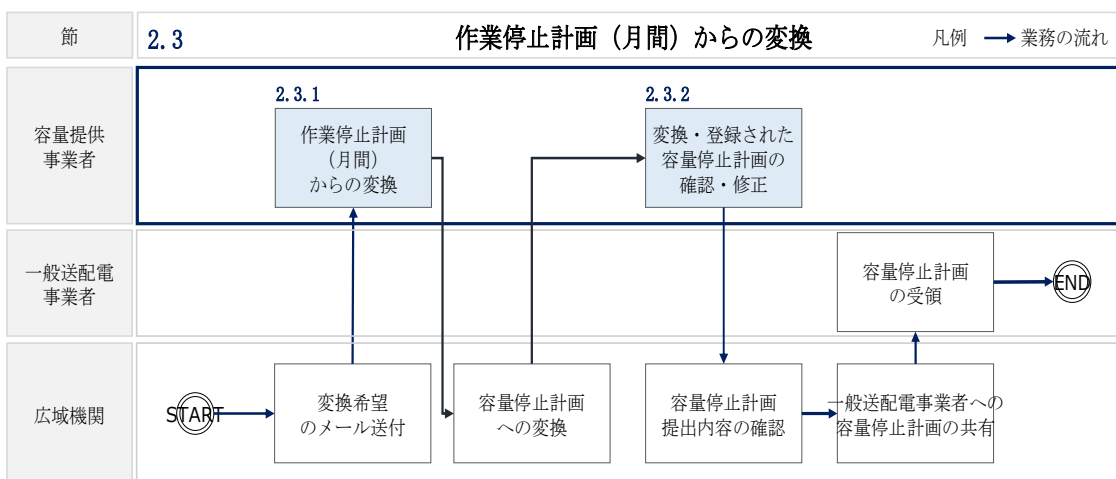 節
2.3
作業停止計画（月間）からの変換
凡例
業務の流れ
容量提供
事業者
2.3.1
作業停止計画
（月間）
からの変換
2.3.2
変換・登録された
容量停止計画の
確認・修正
一般送配電
事業者
容量停止計画
の受領
END
広域機関
START
変換希望
のメール送付
容量停止計画
への変換
容量停止計画
提出内容の確認
一般送配電事業者への
容量停止計画の共有